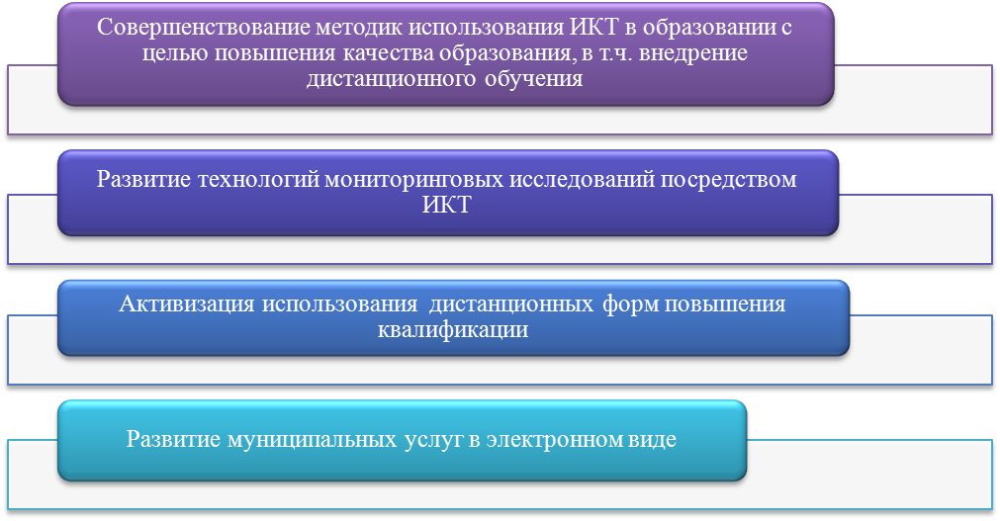 Совершенствование методик использования ИКТ в образовании с
целью повышения качества образования, в т.ч. внедрение
дистанционного обучения
Развитие технологий мониторинговых исследований посредством
ИКТ
Активизация использования дистанционных форм повышения
квалификации
Развитие муниципальных услуг в электронном виде